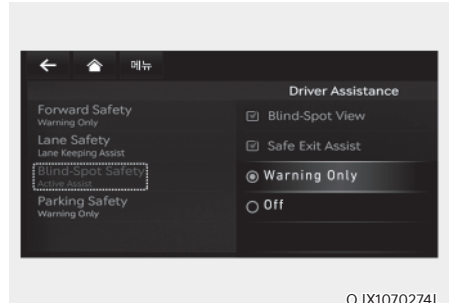 메뉴
Driver Assistance
Forward Safety
Warning Only
Lane Safety
Lane Keeping Assist
Blind-Spot Safety
Active Assist
Parking Safety
Warning Only
Blind-Spot View
Safe Exit Assist
Warning Only
Off
OJX1070274L